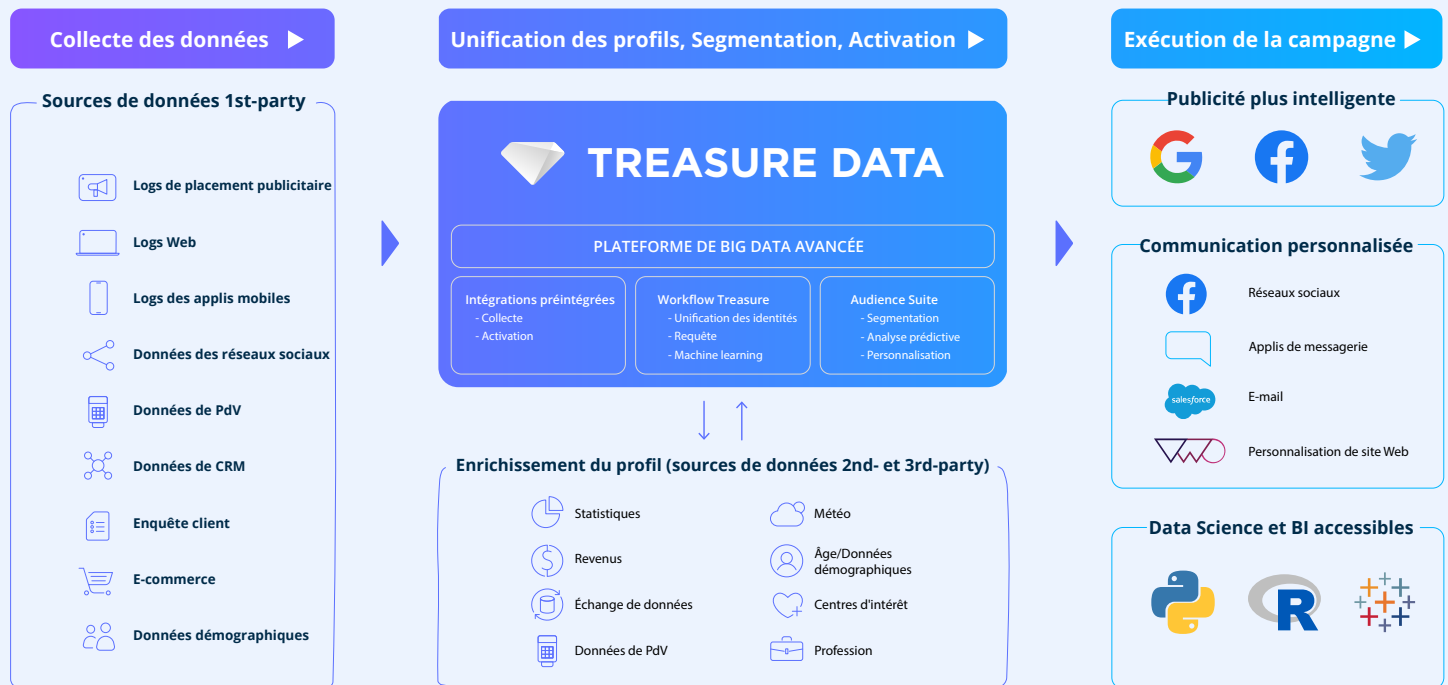 Collecte des données
Sources de données 1st-party
Logs de placement publicitaire
Logs Web
Logs des applis mobiles
Données des réseaux sociaux
Données de PdV
Données de CRM
Enquête client
E-commerce
Données démographiques
Unification des profils, Segmentation, Activation
TREASURE DATA
PLATEFORME DE BIG DATA AVANCÉE
Intégrations préintégrées
- Collecte
- Activation
Workflow Treasure
- Unification des identités
- Requête
- Machine learning
Audience Suite
- Segmentation
- Analyse prédictive
- Personnalisation
Enrichissement du profil (sources de données 2nd- et 3rd-party)
Statistiques
Revenus
Échange de données
Données de PdV
Météo
Âge/Données
démographiques
Centres d'intérêt
Profession
Exécution de la campagne
Publicité plus intelligente
Communication personnalisée
Réseaux sociaux
Applis de messagerie
salesforce
E-mail
VWO
Personnalisation de site Web
Data Science et BI accessibles
R